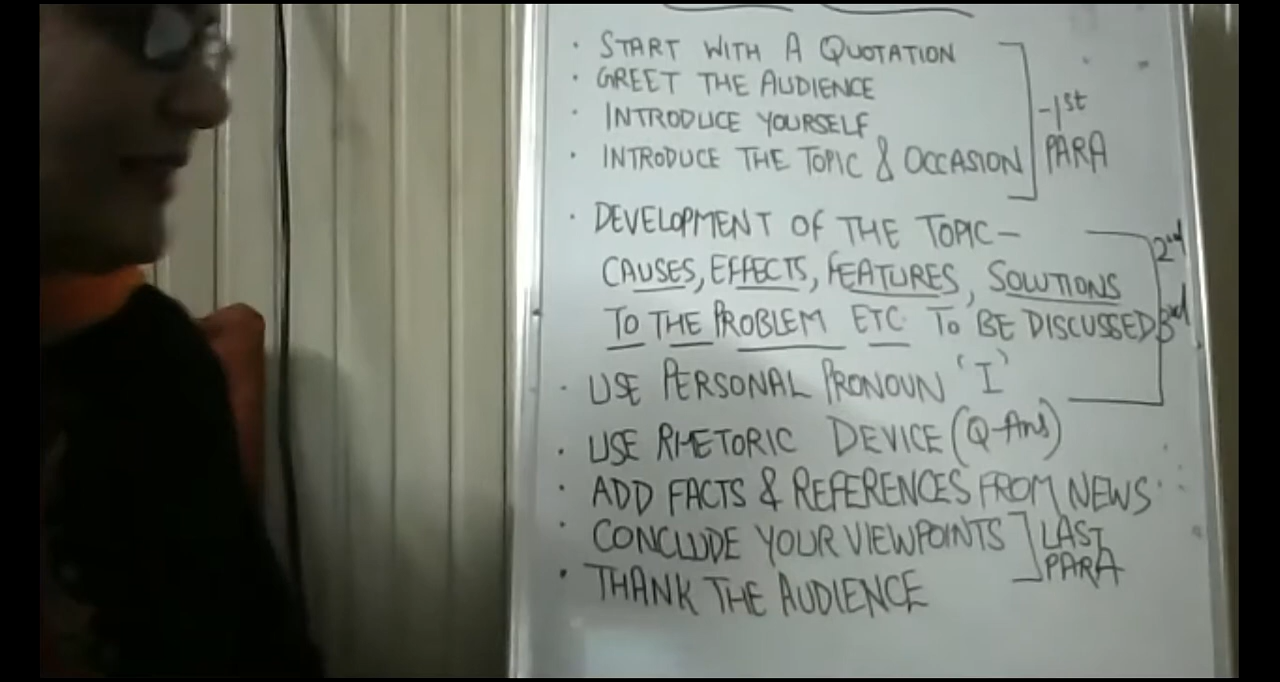 · START WITH A QUOTATION
· GREET THE AUDIENCE
· INTRODUCE YOURSELF
· INTRODUCE THE TOPIC & OCCASION
-1st
PARA
· DEVELOPMENT OF THE TOPIC-
CAUSES, EFFECTS, FEATURES, SOLUTIONS
TO THE PROBLEM ETC. TO BE DISCUSSED
· USE PERSONAL PRONOUN 'I'
2nd
3rd
· USE RHETORIC DEVICE (Q-Ans)
· ADD FACTS & REFERENCES FROM NEWS
· CONCLUDE YOUR VIEWPOINTS
· THANK THE AUDIENCE
LAST
PARA